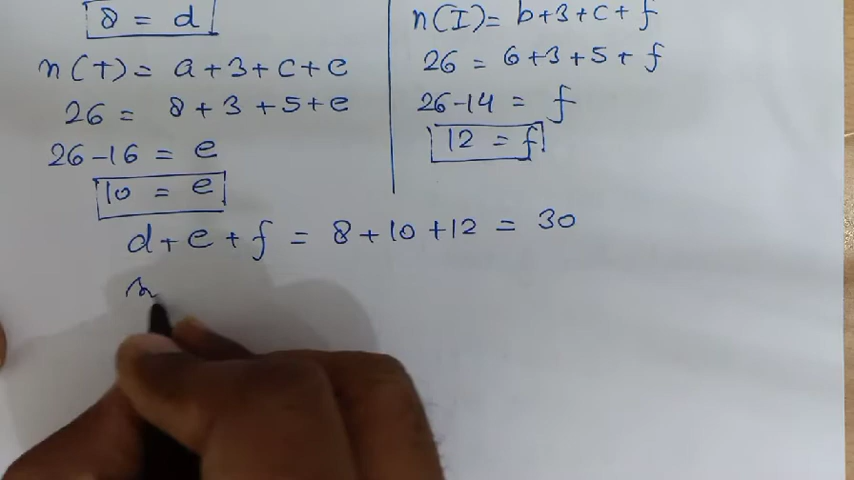 8 = d
n(T) = a+3+c+e
26 = 8+3+5+e
26-16 = e
10 = e
n(I) = b+3+c+f
26 = 6+3+5+f
26-14 = f
12 = f
d+e+f = 8+10+12 = 30
n